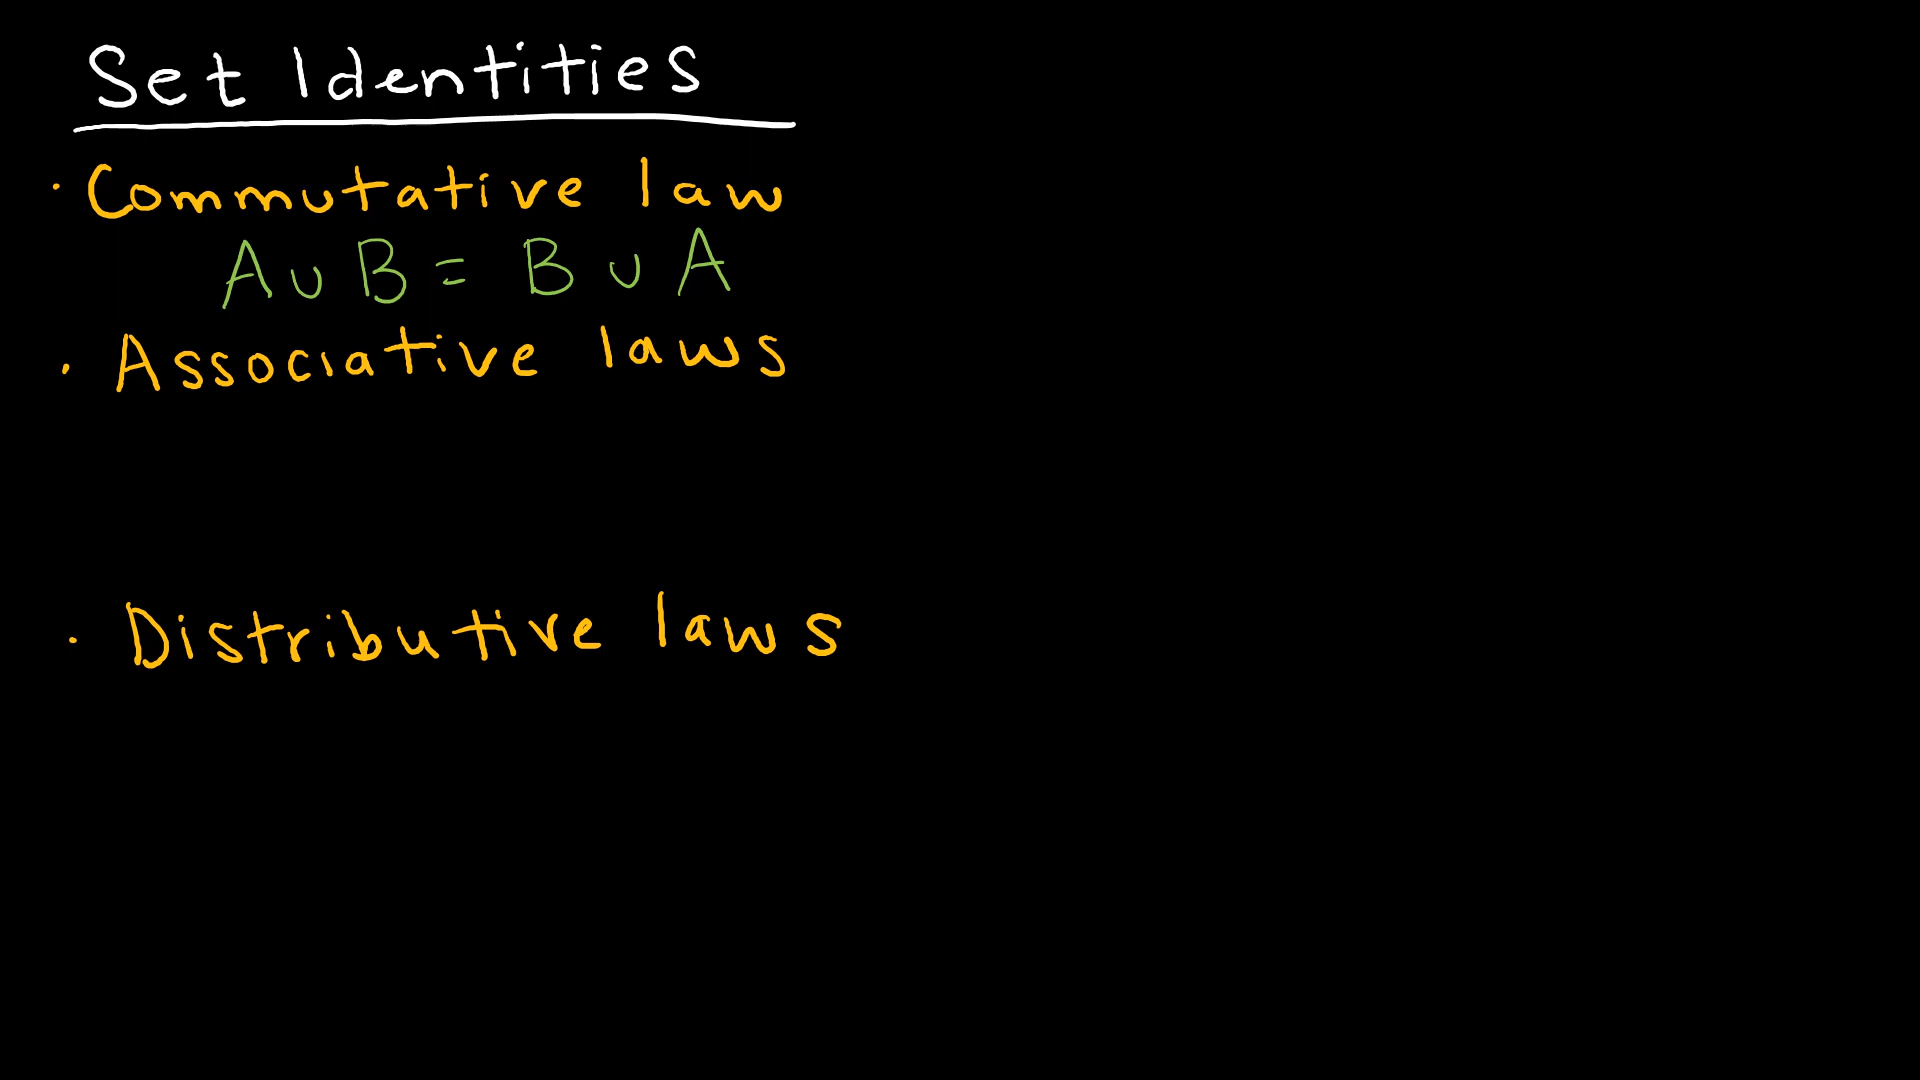 Set Identities
· Commutative law
A ∪ B = B ∪ A
· Associative laws
· Distributive laws